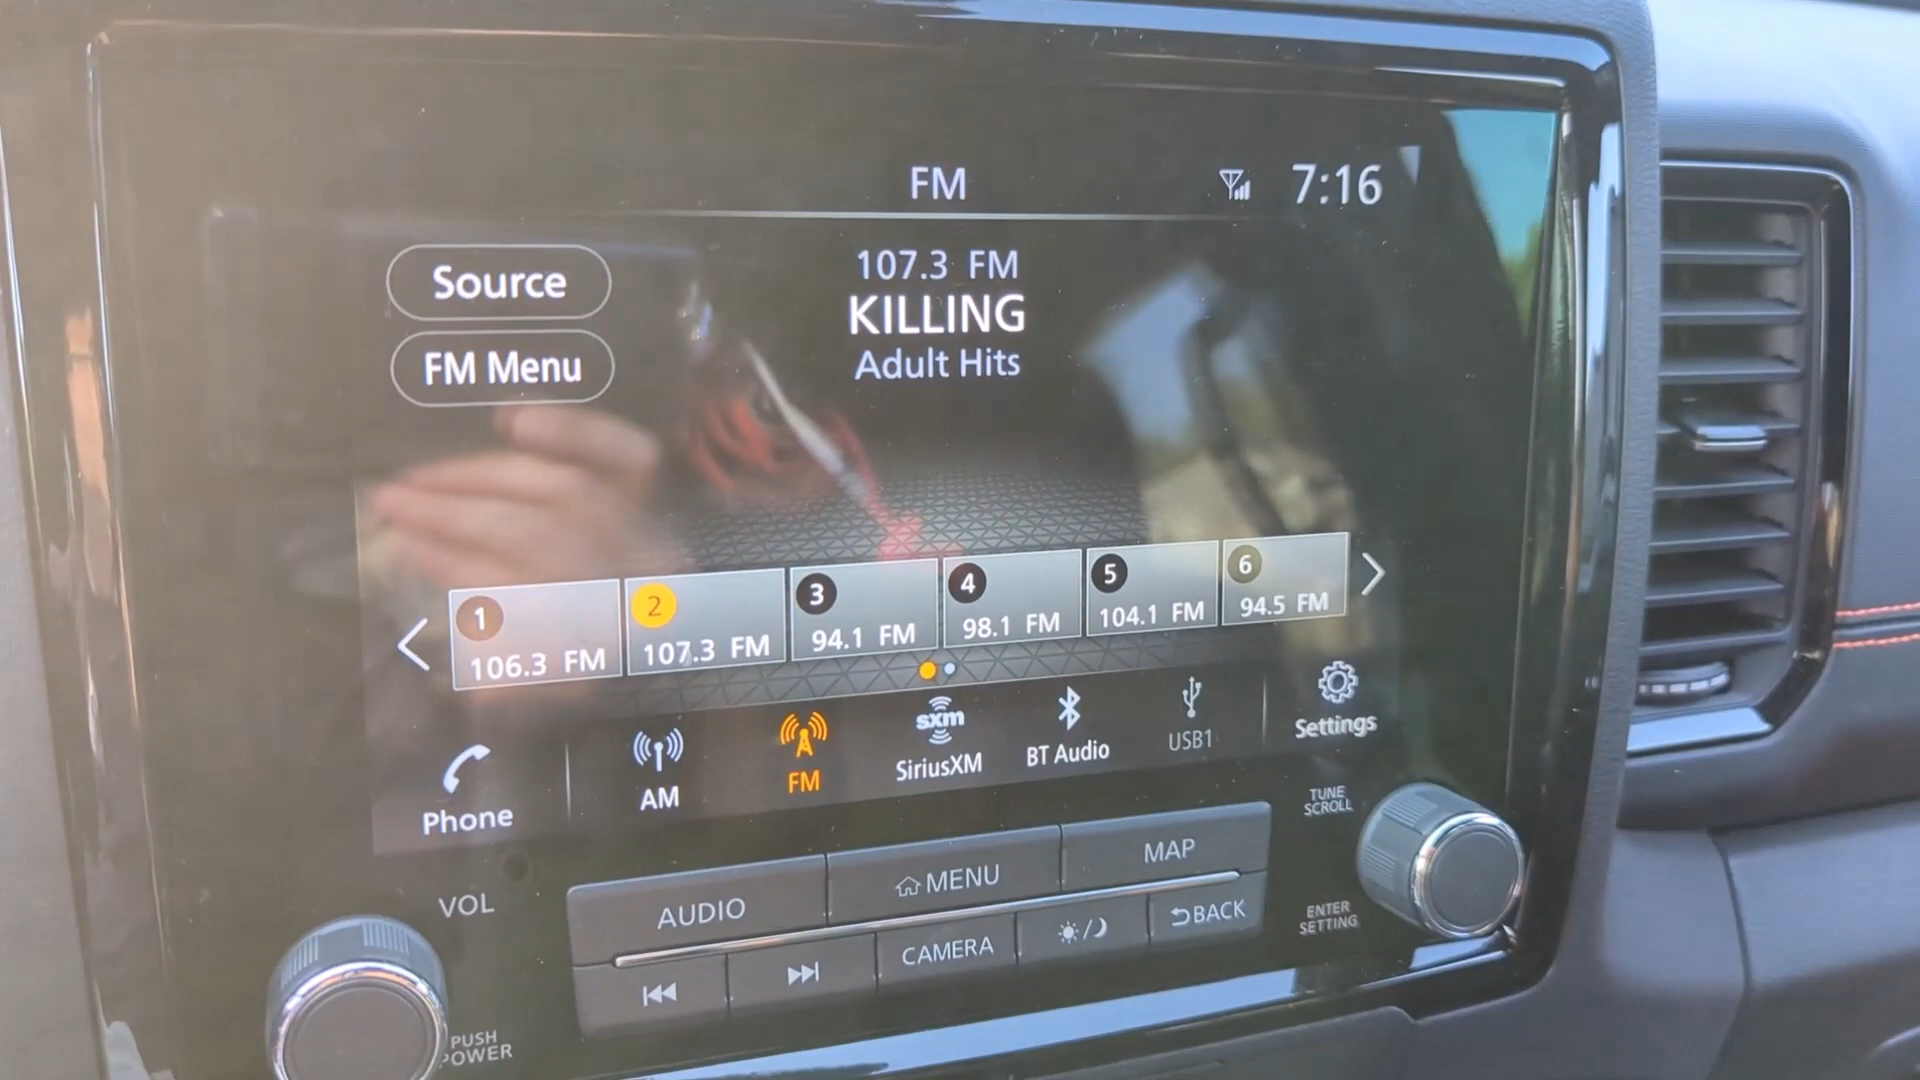 FM
7:16
Source
FM Menu
107.3 FM
KILLING
Adult Hits
1
106.3 FM
2
107.3 FM
3
94.1 FM
4
98.1 FM
5
104.1 FM
6
94.5 FM
Phone
AM
FM
sxm
SiriusXM
BT Audio
USB1
Settings
TUNE
SCROLL
VOL
AUDIO
MENU
MAP
CAMERA
BACK
ENTER
SETTING
PUSH
POWER